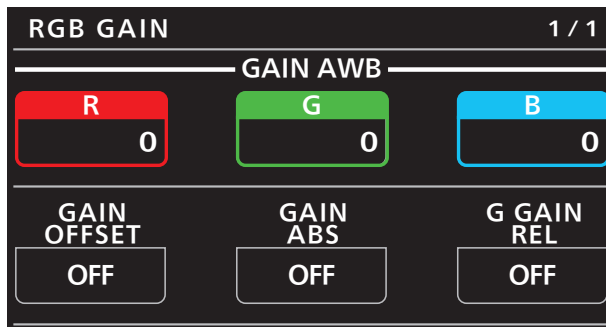 RGB GAIN 1 / 1
GAIN AWB
R G B
0 0 0
GAIN OFFSET GAIN ABS G GAIN REL
OFF OFF OFF